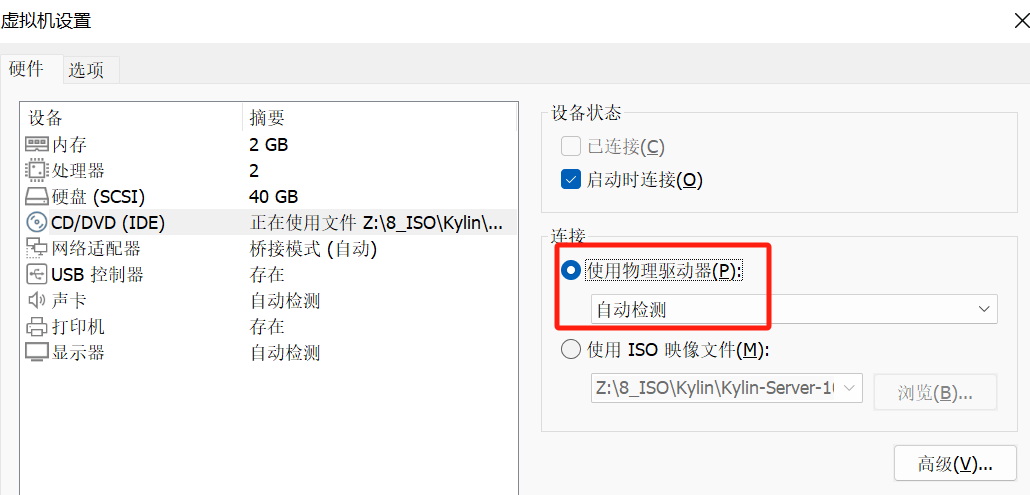 虚拟机设置
硬件 选项
设备 摘要
内存 2 GB
处理器 2
硬盘 (SCSI) 40 GB
CD/DVD (IDE) 正在使用文件 Z:\8_ISO\Kylin\...
网络适配器 桥接模式 (自动)
USB 控制器 存在
声卡 自动检测
打印机 存在
显示器 自动检测
设备状态
已连接(C)
启动时连接(O)
连接
使用物理驱动器(P):
自动检测
使用 ISO 映像文件(M):
Z:\8_ISO\Kylin\Kylin-Server-10
浏览(B)...
高级(V)...